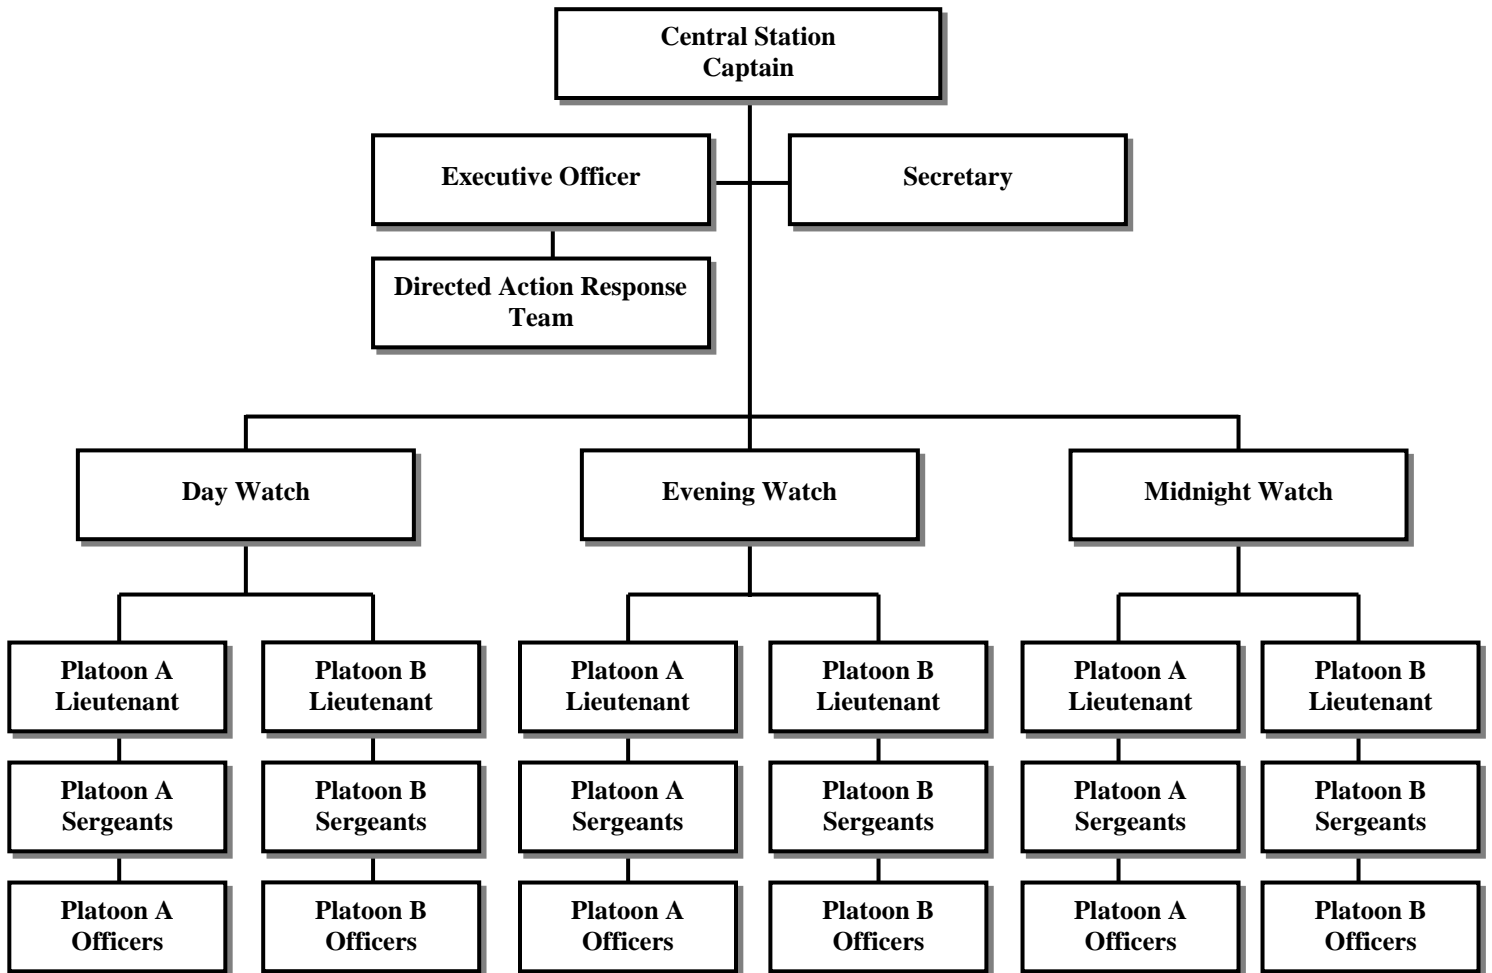 Central Station
Captain
Executive Officer
Secretary
Directed Action Response
Team
Day Watch
Evening Watch
Midnight Watch
Platoon A
Lieutenant
Platoon B
Lieutenant
Platoon A
Lieutenant
Platoon B
Lieutenant
Platoon A
Lieutenant
Platoon B
Lieutenant
Platoon A
Sergeants
Platoon B
Sergeants
Platoon A
Sergeants
Platoon B
Sergeants
Platoon A
Sergeants
Platoon B
Sergeants
Platoon A
Officers
Platoon B
Officers
Platoon A
Officers
Platoon B
Officers
Platoon A
Officers
Platoon B
Officers